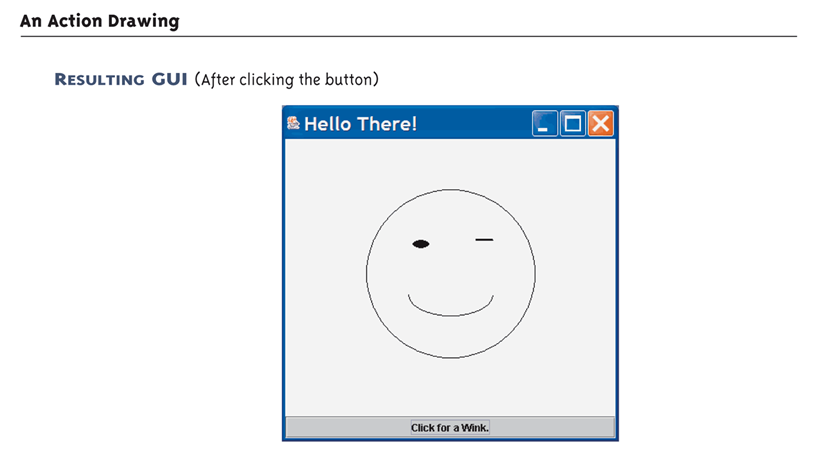 An Action Drawing
RESULTING GUI (After clicking the button)
Hello There!
Click for a Wink.